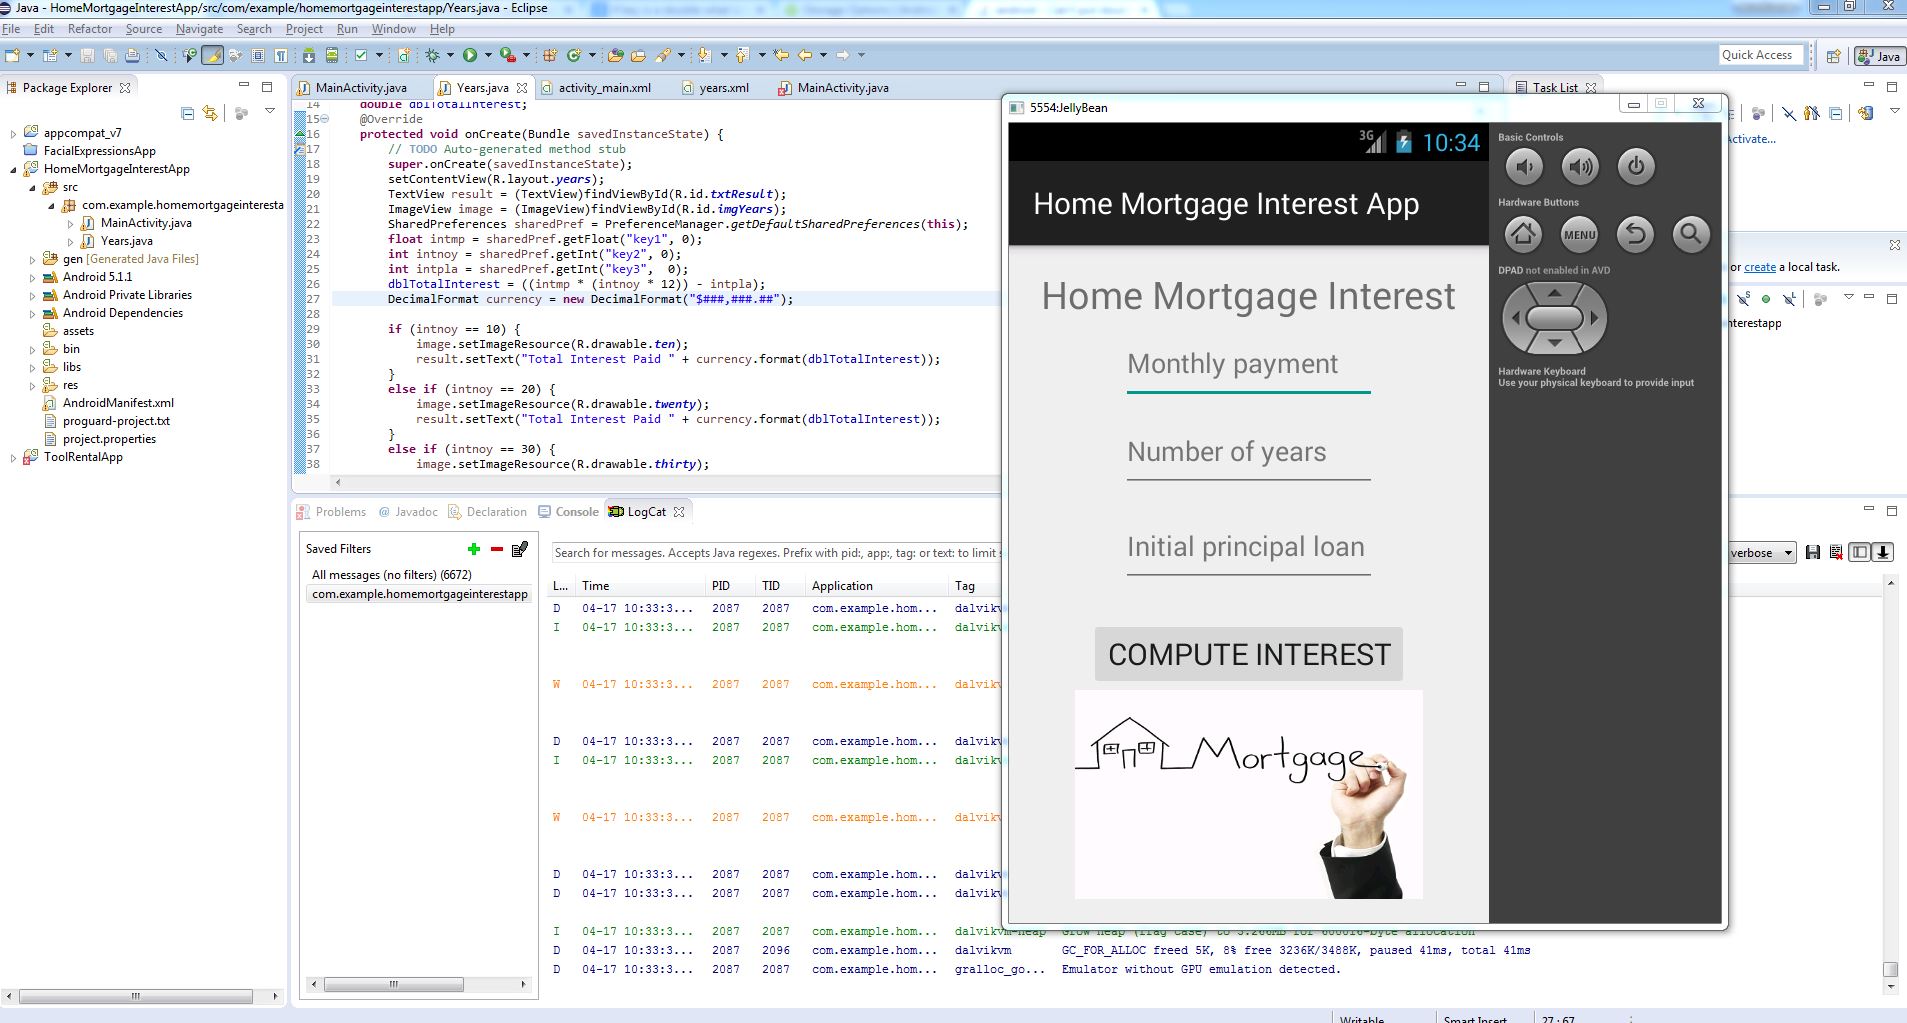 Java - HomeMortgageInterestApp/src/com/example/homemortgageinterestapp/Years.java - Eclipse
File Edit Refactor Source Navigate Search Project Run Window Help
Quick Access
Java
Package Explorer
appcompat_v7
FacialExpressionsApp
HomeMortgageInterestApp
src
com.example.homemortgageinteresta
MainActivity.java
Years.java
gen [Generated Java Files]
Android 5.1.1
Android Private Libraries
Android Dependencies
assets
bin
libs
res
AndroidManifest.xml
proguard-project.txt
project.properties
ToolRentalApp
MainActivity.java Years.java activity_main.xml years.xml MainActivity.java
14 double dblTotalInterest;
15 @Override
16 protected void onCreate(Bundle savedInstanceState) {
17 // TODO Auto-generated method stub
18 super.onCreate(savedInstanceState);
19 setContentView(R.layout.years);
20 TextView result = (TextView)findViewById(R.id.txtResult);
21 ImageView image = (ImageView)findViewById(R.id.imgYears);
22 SharedPreferences sharedPref = PreferenceManager.getDefaultSharedPreferences(this);
23 float intmp = sharedPref.getFloat("key1", 0);
24 int intnoy = sharedPref.getInt("key2", 0);
25 int intpla = sharedPref.getInt("key3",  0);
26 dblTotalInterest = ((intmp * (intnoy * 12)) - intpla);
27 DecimalFormat currency = new DecimalFormat("$###,###.##");
28
29 if (intnoy == 10) {
30 image.setImageResource(R.drawable.ten);
31 result.setText("Total Interest Paid " + currency.format(dblTotalInterest));
32 }
33 else if (intnoy == 20) {
34 image.setImageResource(R.drawable.twenty);
35 result.setText("Total Interest Paid " + currency.format(dblTotalInterest));
36 }
37 else if (intnoy == 30) {
38 image.setImageResource(R.drawable.thirty);
Task List
ctivate...
or create a local task.
nterestapp
Problems @ Javadoc Declaration Console LogCat
Saved Filters
All messages (no filters) (6672)
com.example.homemortgageinterestapp
Search for messages. Accepts Java regexes. Prefix with pid:, app:, tag: or text: to limit s
verbose
L... Time PID TID Application Tag
D 04-17 10:33:3... 2087 2087 com.example.hom... dalvikv
I 04-17 10:33:3... 2087 2087 com.example.hom... dalvikv
W 04-17 10:33:3... 2087 2087 com.example.hom... dalvikv
D 04-17 10:33:3... 2087 2087 com.example.hom... dalvikv
I 04-17 10:33:3... 2087 2087 com.example.hom... dalvikv
W 04-17 10:33:3... 2087 2087 com.example.hom... dalvikv
D 04-17 10:33:3... 2087 2087 com.example.hom... dalvikv
D 04-17 10:33:3... 2087 2087 com.example.hom... dalvikv
I 04-17 10:33:3... 2087 2087 com.example.hom... dalvikvm-heap Grow heap (frag case) to 3.266MB for 600016-byte allocation
D 04-17 10:33:3... 2087 2096 com.example.hom... dalvikvm GC_FOR_ALLOC freed 5K, 8% free 3236K/3488K, paused 41ms, total 41ms
D 04-17 10:33:3... 2087 2087 com.example.hom... gralloc_go... Emulator without GPU emulation detected.
Writable Smart Insert 27 : 67
5554:JellyBean
3G 10:34
Home Mortgage Interest App
Home Mortgage Interest
Monthly payment
Number of years
Initial principal loan
COMPUTE INTEREST
Mortgage
Basic Controls
Hardware Buttons
MENU
DPAD not enabled in AVD
Hardware Keyboard
Use your physical keyboard to provide input